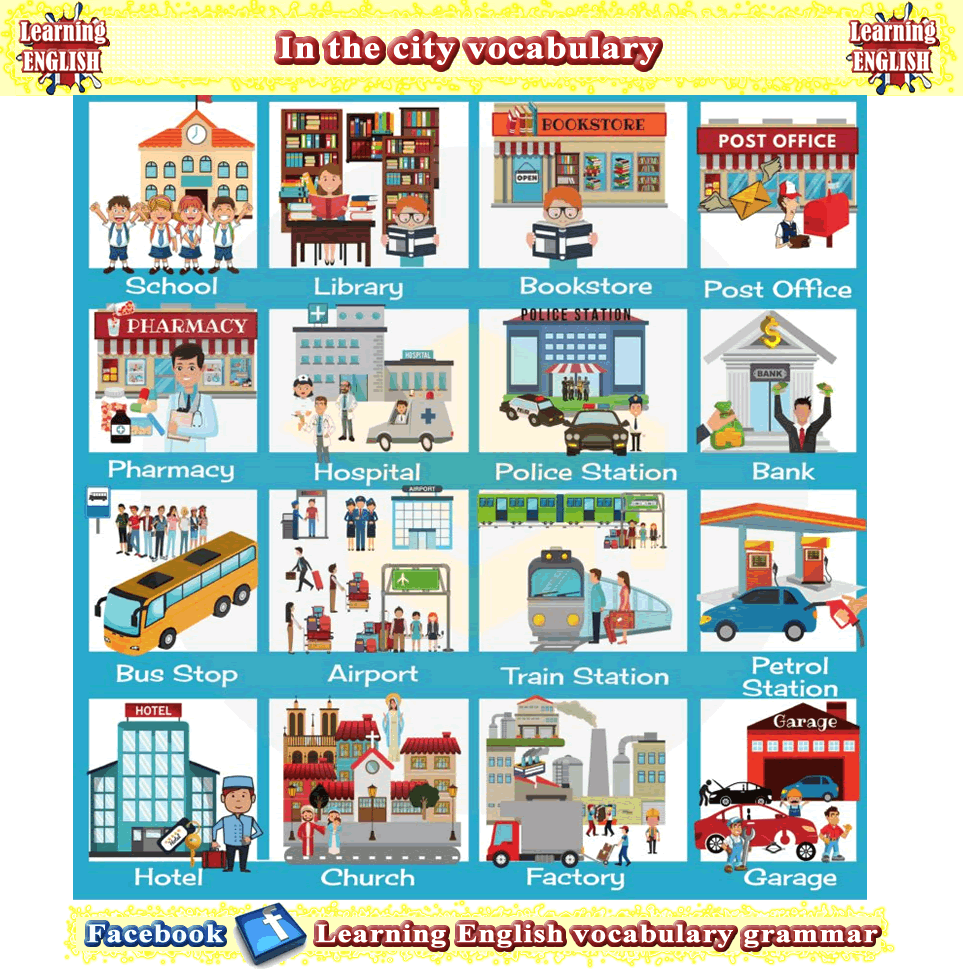 Learning
ENGLISH
In the city vocabulary
Learning
ENGLISH
BOOKSTORE
OPEN
POST OFFICE
School
Library
Bookstore
Post Office
PHARMACY
HOSPITAL
POLICE STATION
$
BANK
Pharmacy
Hospital
Police Station
Bank
AIRPORT
Bus Stop
Airport
Train Station
Petrol
Station
HOTEL
Garage
Hotel
Church
Factory
Garage
Facebook
f
Learning English vocabulary grammar